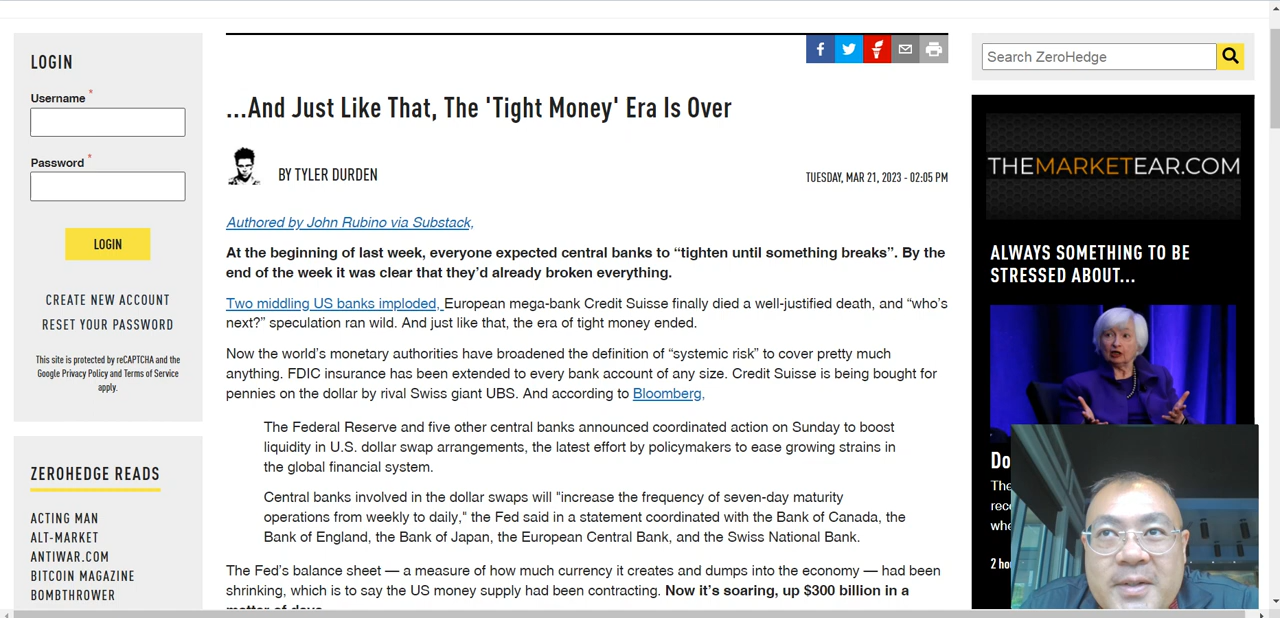 LOGIN
Username *
Password *
LOGIN
CREATE NEW ACCOUNT
RESET YOUR PASSWORD
This site is protected by reCAPTCHA and the
Google Privacy Policy and Terms of Service
apply.
ZEROHEDGE READS
ACTING MAN
ALT-MARKET
ANTIWAR.COM
BITCOIN MAGAZINE
BOMBTHROWER
...And Just Like That, The 'Tight Money' Era Is Over
BY TYLER DURDEN
TUESDAY, MAR 21, 2023 - 02:05 PM
Authored by John Rubino via Substack,
At the beginning of last week, everyone expected central banks to “tighten until something breaks”. By the
end of the week it was clear that they’d already broken everything.
Two middling US banks imploded, European mega-bank Credit Suisse finally died a well-justified death, and “who’s
next?” speculation ran wild. And just like that, the era of tight money ended.
Now the world’s monetary authorities have broadened the definition of “systemic risk” to cover pretty much
anything. FDIC insurance has been extended to every bank account of any size. Credit Suisse is being bought for
pennies on the dollar by rival Swiss giant UBS. And according to Bloomberg,
The Federal Reserve and five other central banks announced coordinated action on Sunday to boost
liquidity in U.S. dollar swap arrangements, the latest effort by policymakers to ease growing strains in
the global financial system.
Central banks involved in the dollar swaps will "increase the frequency of seven-day maturity
operations from weekly to daily," the Fed said in a statement coordinated with the Bank of Canada, the
Bank of England, the Bank of Japan, the European Central Bank, and the Swiss National Bank.
The Fed’s balance sheet — a measure of how much currency it creates and dumps into the economy — had been
shrinking, which is to say the US money supply had been contracting. Now it’s soaring, up $300 billion in a
matter of days.
Search ZeroHedge
THEMARKETEAR.COM
ALWAYS SOMETHING TO BE
STRESSED ABOUT...
Do
The
rec
whe
2 ho